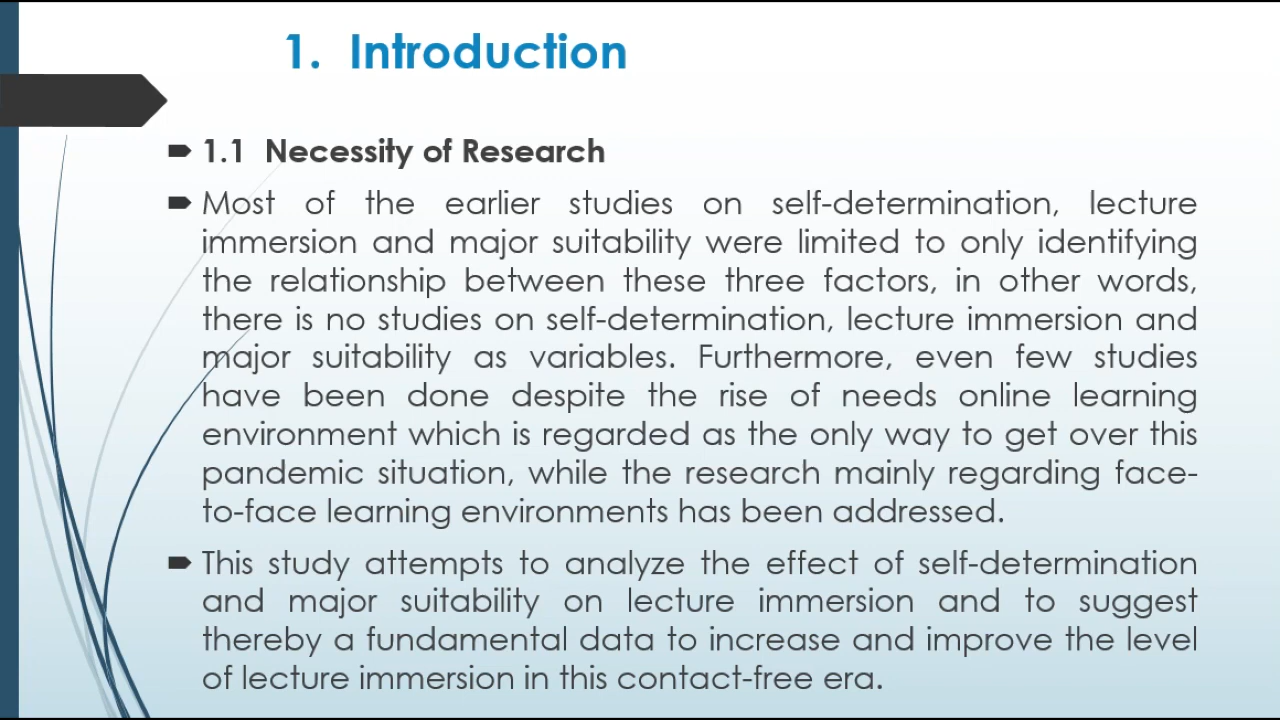 1. Introduction
1.1 Necessity of Research
Most of the earlier studies on self-determination, lecture
immersion and major suitability were limited to only identifying
the relationship between these three factors, in other words,
there is no studies on self-determination, lecture immersion and
major suitability as variables. Furthermore, even few studies
have been done despite the rise of needs online learning
environment which is regarded as the only way to get over this
pandemic situation, while the research mainly regarding face-
to-face learning environments has been addressed.
This study attempts to analyze the effect of self-determination
and major suitability on lecture immersion and to suggest
thereby a fundamental data to increase and improve the level
of lecture immersion in this contact-free era.